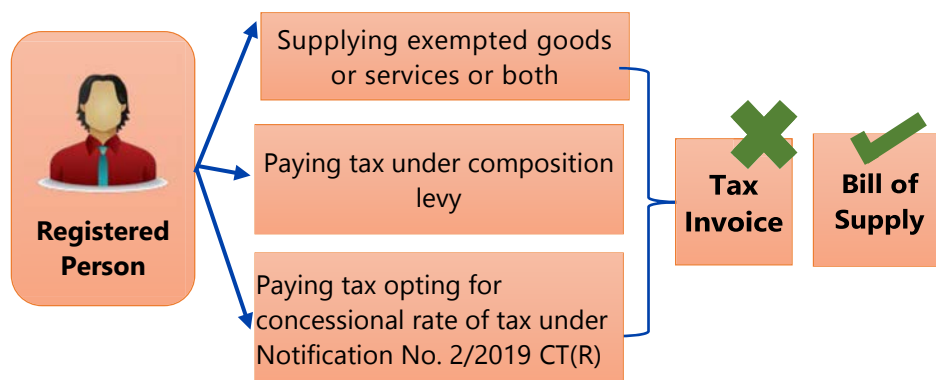 Registered
Person
Supplying exempted goods
or services or both
Paying tax under composition
levy
Paying tax opting for
concessional rate of tax under
Notification No. 2/2019 CT(R)
Tax
Invoice
Bill of
Supply